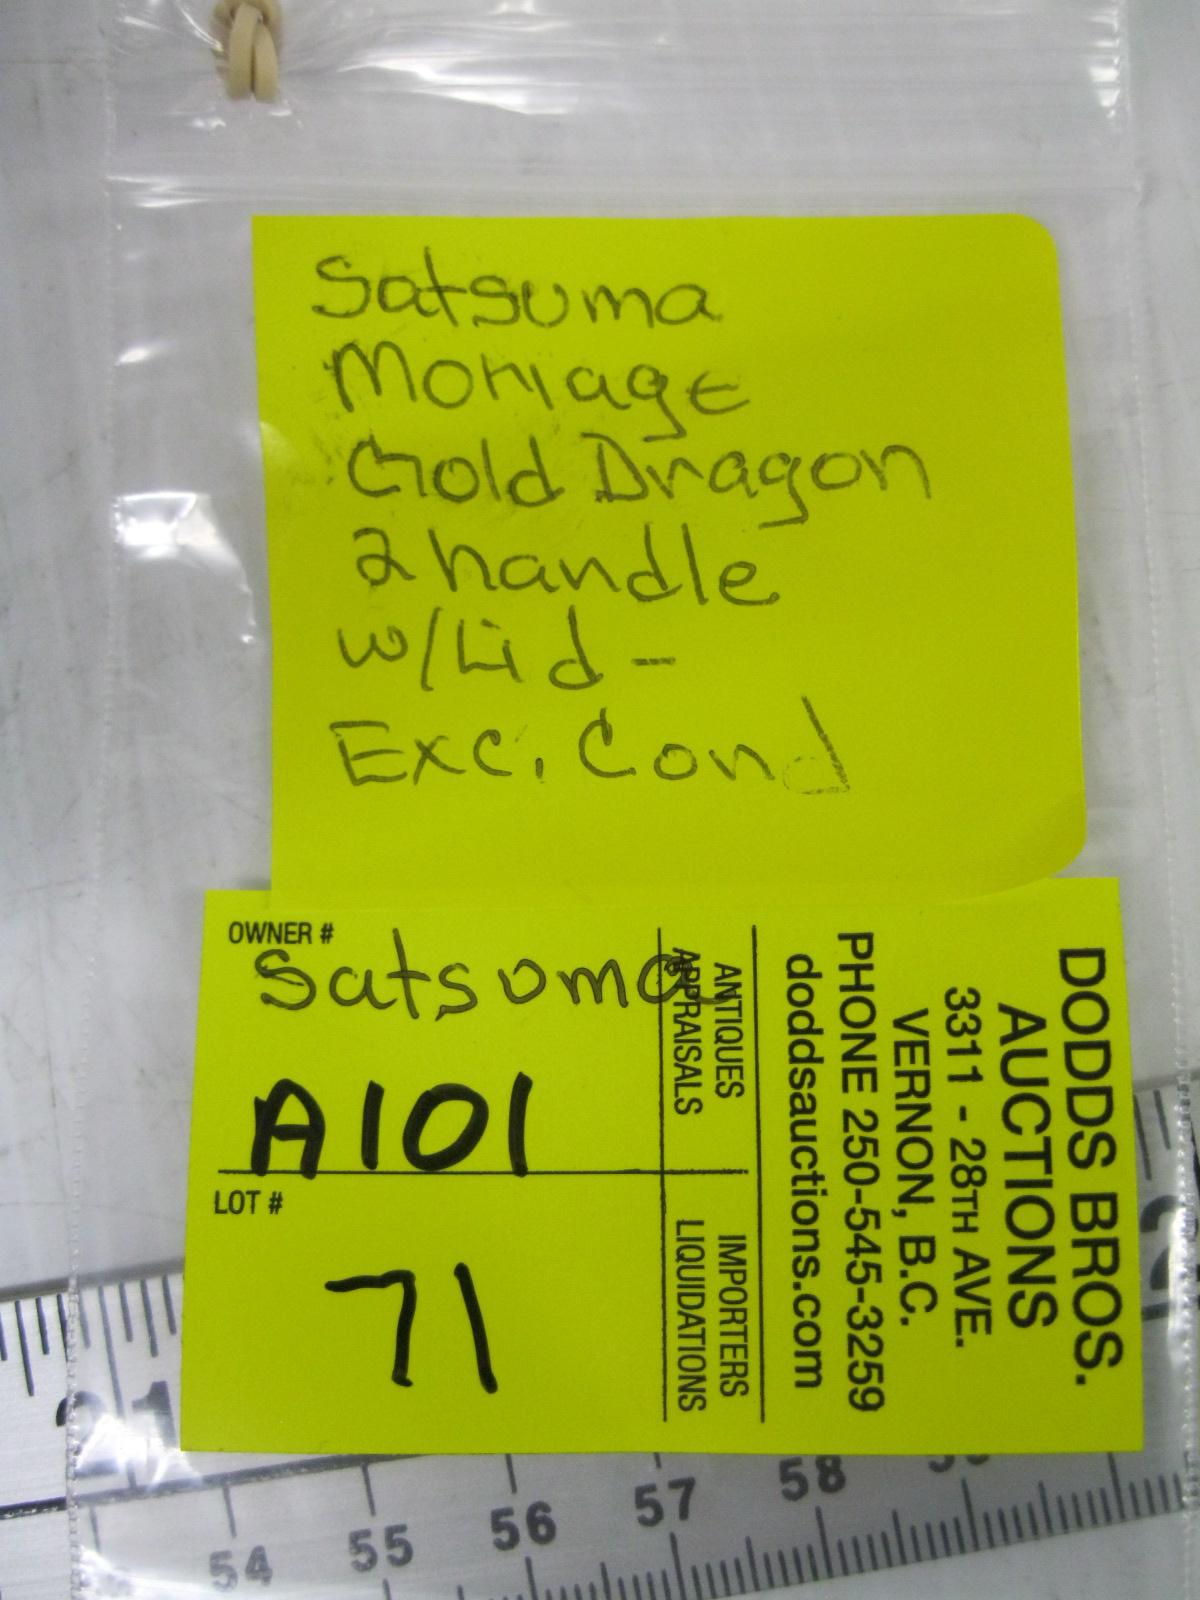 Satsuma
Moriage
Gold Dragon
2 handle
w/Lid -
Exc. Cond
OWNER #
Satsuma
A101
LOT #
71
ANTIQUES
APPRAISALS
IMPORTERS
LIQUIDATIONS
DODDS BROS.
AUCTIONS
3311 - 28TH AVE.
VERNON, B.C.
PHONE 250-545-3259
doddsauctions.com
21
54
55
56
57
58